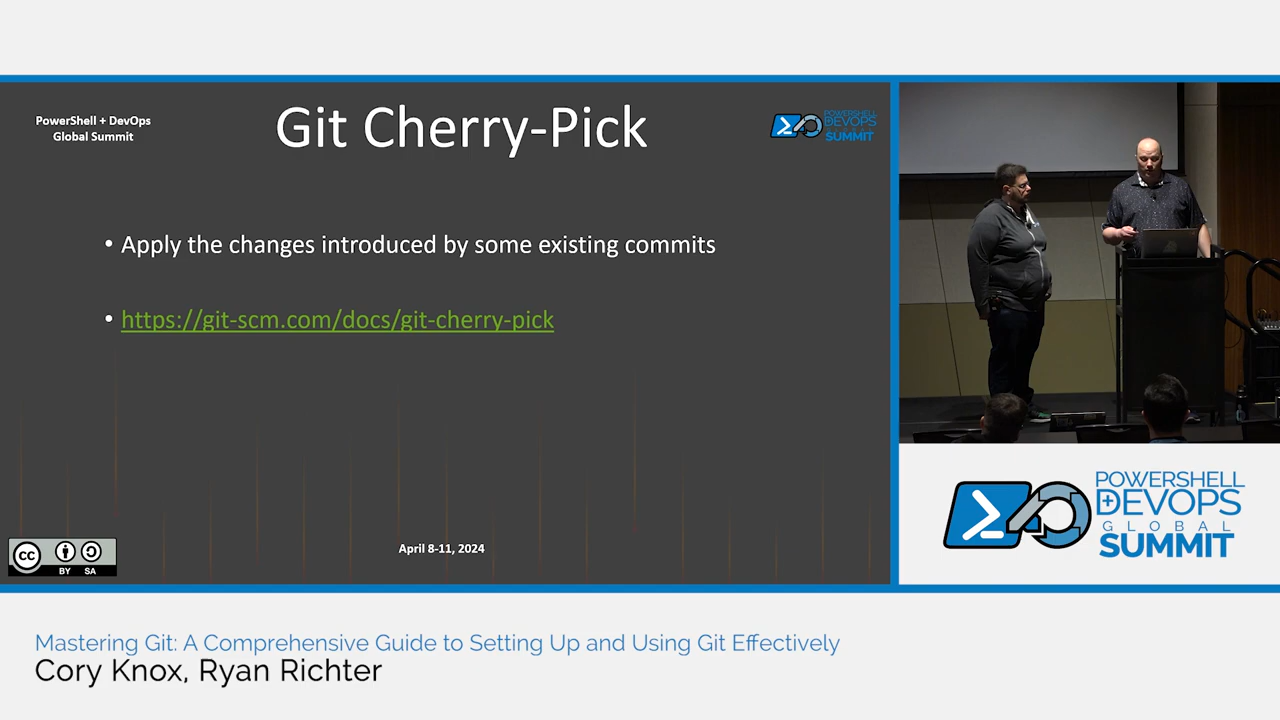 PowerShell + DevOps
Global Summit
Git Cherry-Pick
POWERSHELL
DEVOPS
GLOBAL
SUMMIT
• Apply the changes introduced by some existing commits
• https://git-scm.com/docs/git-cherry-pick
April 8-11, 2024
cc
BY SA
POWERSHELL
DEVOPS
GLOBAL
SUMMIT
Mastering Git: A Comprehensive Guide to Setting Up and Using Git Effectively
Cory Knox, Ryan Richter